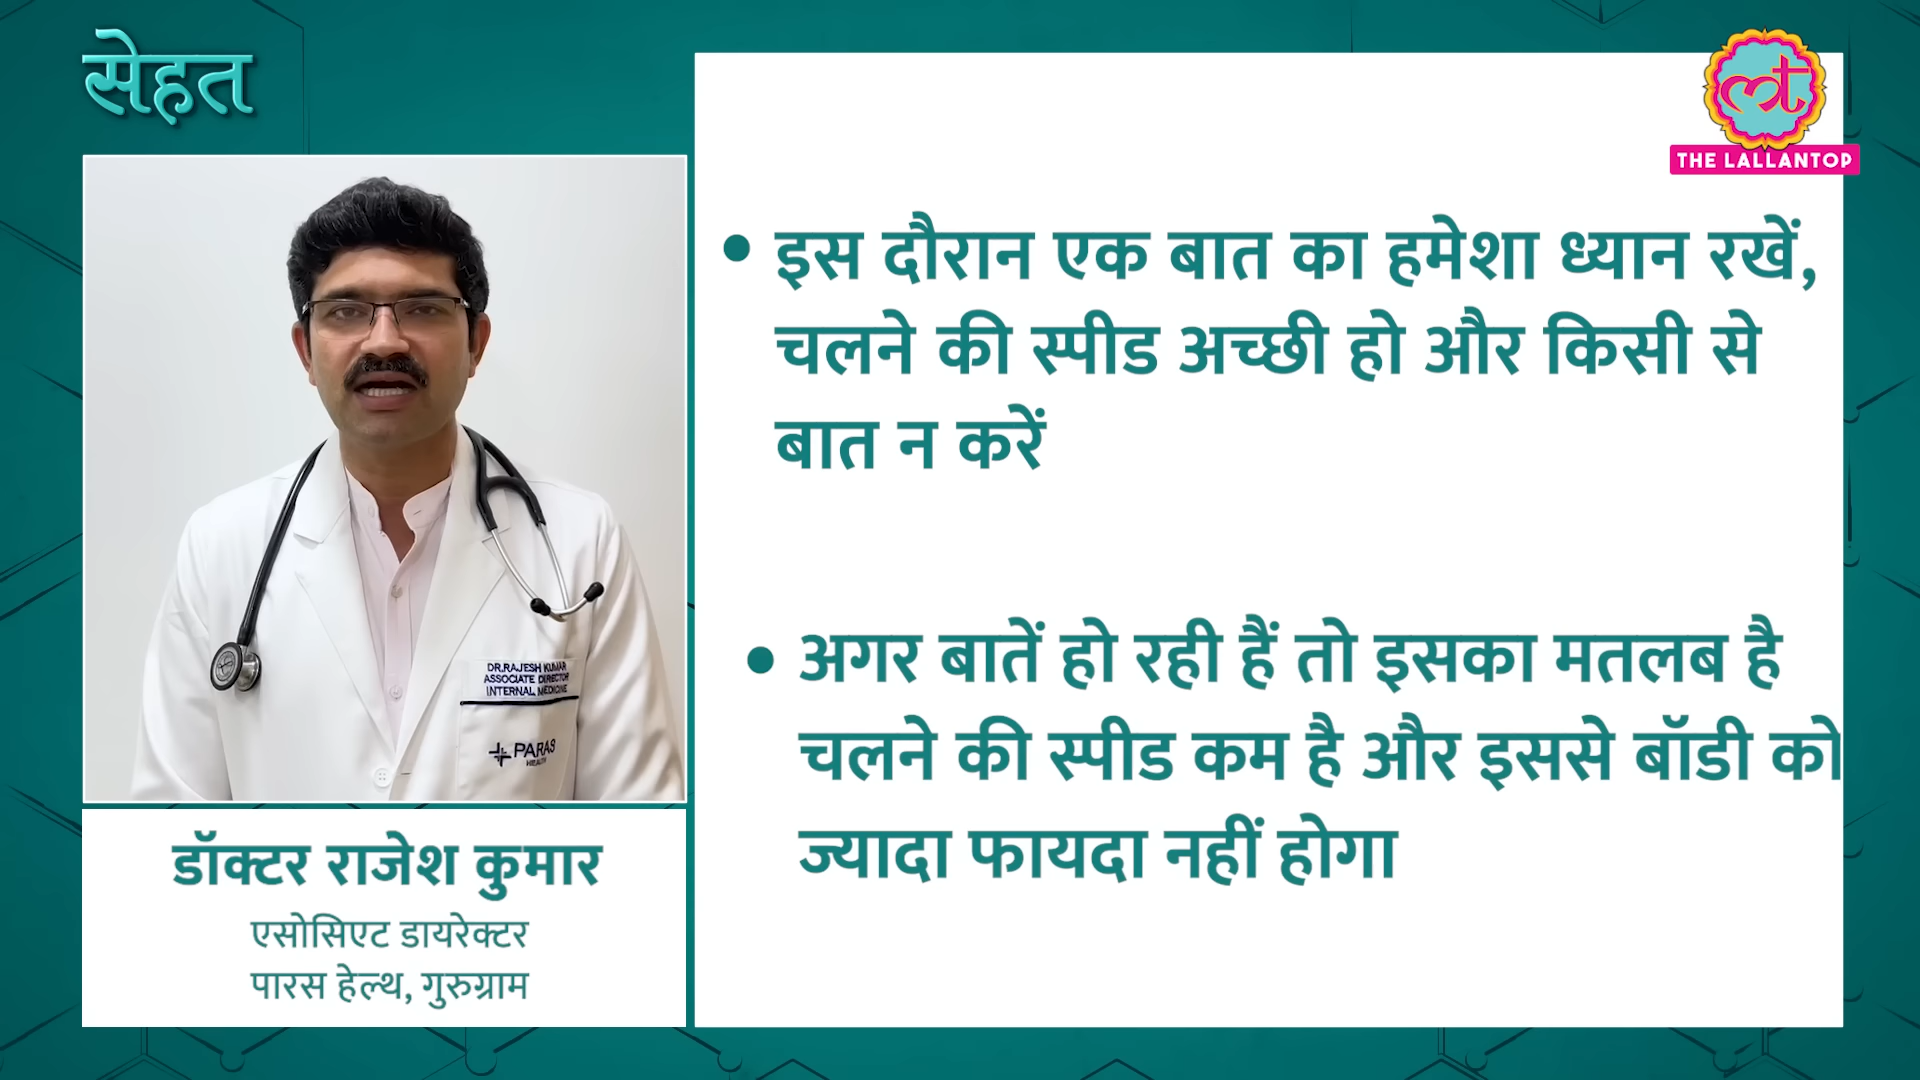 सेहत
THE LALLANTOP
इस दौरान एक बात का हमेशा ध्यान रखें,
चलने की स्पीड अच्छी हो और किसी से
बात न करें
अगर बातें हो रही हैं तो इसका मतलब है
चलने की स्पीड कम है और इससे बॉडी को
ज्यादा फायदा नहीं होगा
DR.RAJESH KUMAR
ASSOCIATE DIRECTOR
INTERNAL MEDICINE
PARAS
HEALTH
डॉक्टर राजेश कुमार
एसोसिएट डायरेक्टर
पारस हेल्थ, गुरुग्राम